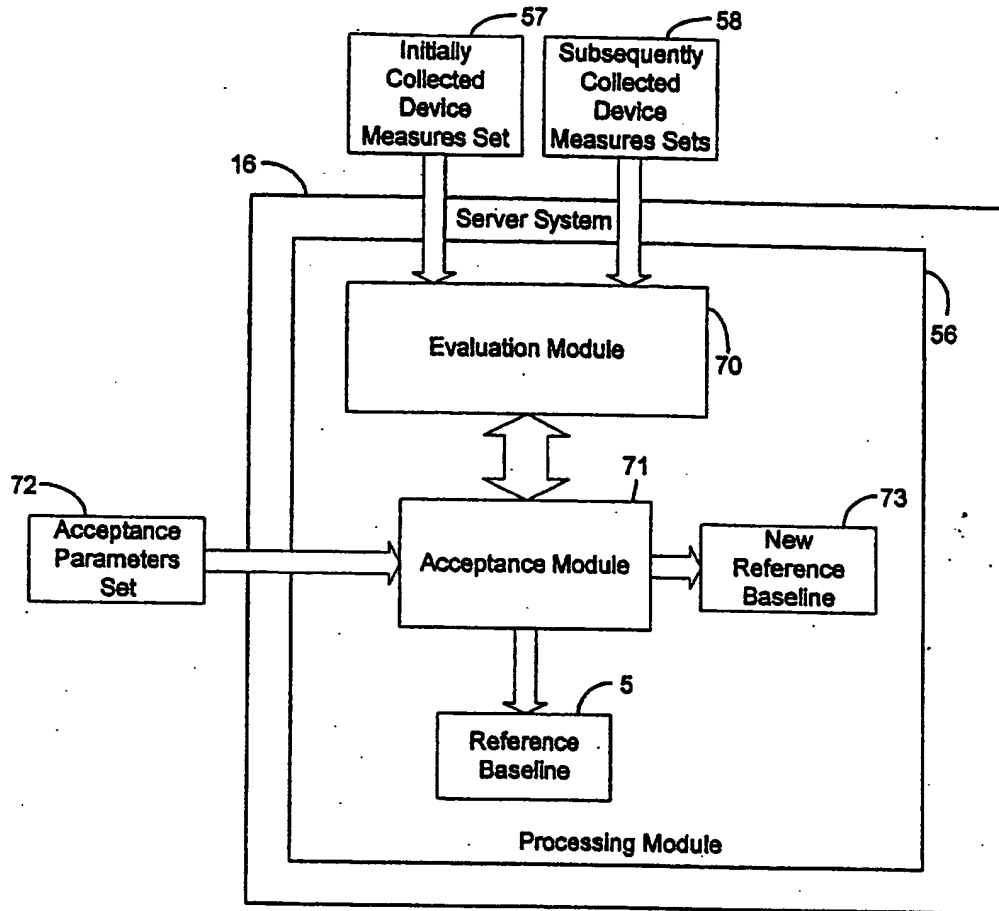 57
58
Initially
Collected
Device
Measures Set
Subsequently
Collected
Device
Measures Sets
16
Server System
56
Evaluation Module
70
71
72
73
Acceptance
Parameters
Set
Acceptance Module
New
Reference
Baseline
5
Reference
Baseline
Processing Module